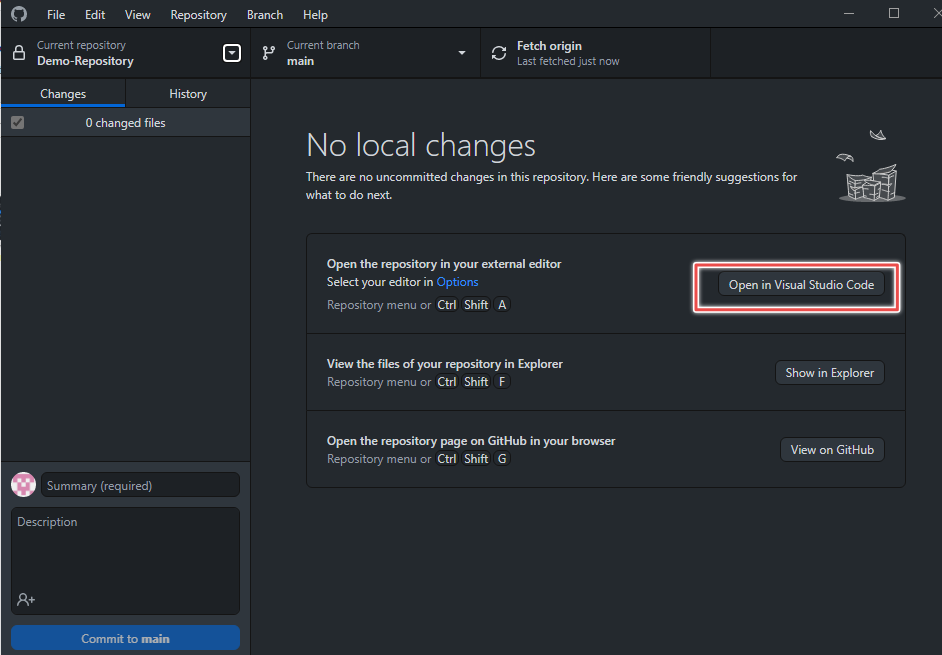 File Edit View Repository Branch Help
Current repository
Demo-Repository
Current branch
main
Fetch origin
Last fetched just now
Changes
History
0 changed files
No local changes
There are no uncommitted changes in this repository. Here are some friendly suggestions for
what to do next.
Open the repository in your external editor
Select your editor in Options
Repository menu or Ctrl Shift A
Open in Visual Studio Code
View the files of your repository in Explorer
Repository menu or Ctrl Shift F
Show in Explorer
Open the repository page on GitHub in your browser
Repository menu or Ctrl Shift G
View on GitHub
Summary (required)
Description
Commit to main